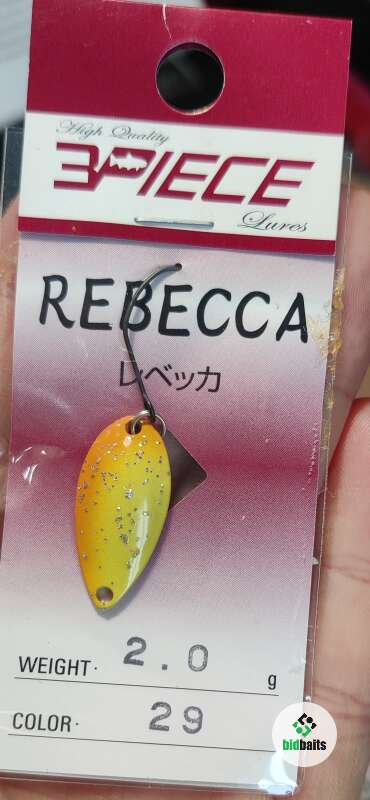 High Quality
3PIECE
Lures
REBECCA
レベッカ
WEIGHT· 2.0 g
COLOR· 29
bidbaits